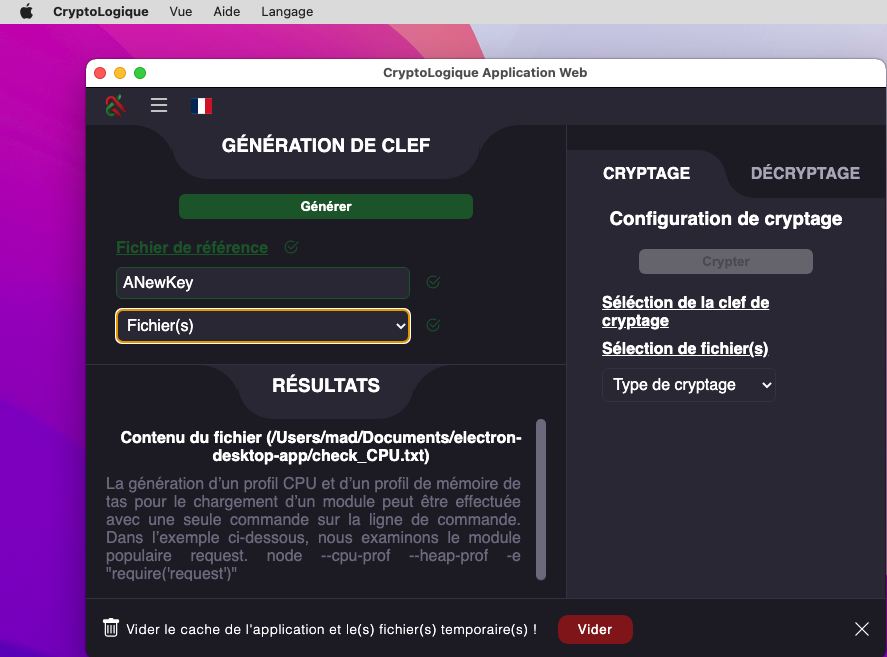 CryptoLogique Vue Aide Langage
CryptoLogique Application Web
GÉNÉRATION DE CLEF
Générer
Fichier de référence
ANewKey
Fichier(s)
RÉSULTATS
Contenu du fichier (/Users/mad/Documents/electron-
desktop-app/check_CPU.txt)
La génération d’un profil CPU et d’un profil de mémoire de
tas pour le chargement d’un module peut être effectuée
avec une seule commande sur la ligne de commande.
Dans l’exemple ci-dessous, nous examinons le module
populaire request. node --cpu-prof --heap-prof -e
"require('request')"
CRYPTAGE DÉCRYPTAGE
Configuration de cryptage
Crypter
Séléction de la clef de
cryptage
Sélection de fichier(s)
Type de cryptage
Vider le cache de l'application et le(s) fichier(s) temporaire(s) !
Vider